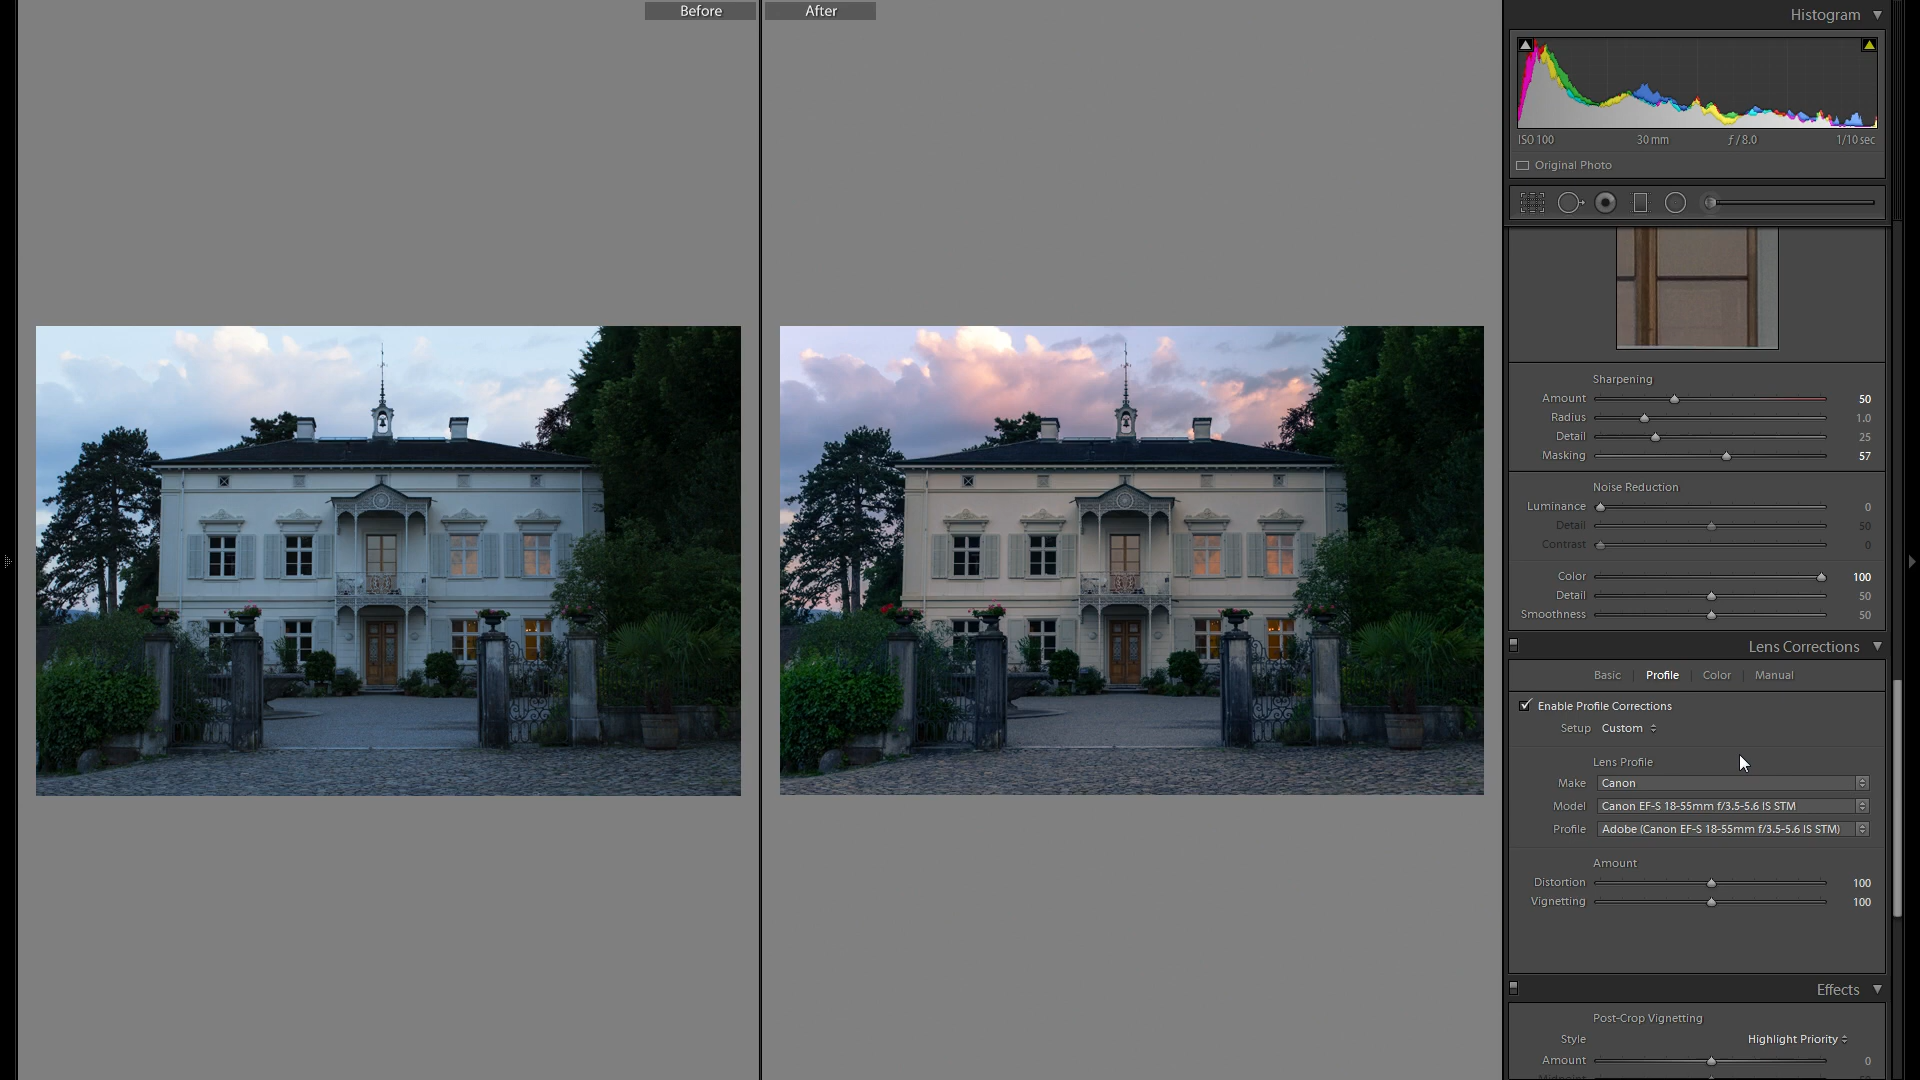 Before
After
Histogram
ISO 100 30 mm ƒ / 8.0 1/10 sec
Original Photo
Sharpening
Amount 50
Radius 1.0
Detail 25
Masking 57
Noise Reduction
Luminance 0
Detail 50
Contrast 0
Color 100
Detail 50
Smoothness 50
Lens Corrections
Basic Profile Color Manual
Enable Profile Corrections
Setup Custom
Lens Profile
Make Canon
Model Canon EF-S 18-55mm f/3.5-5.6 IS STM
Profile Adobe (Canon EF-S 18-55mm f/3.5-5.6 IS STM)
Amount
Distortion 100
Vignetting 100
Effects
Post-Crop Vignetting
Style Highlight Priority
Amount 0